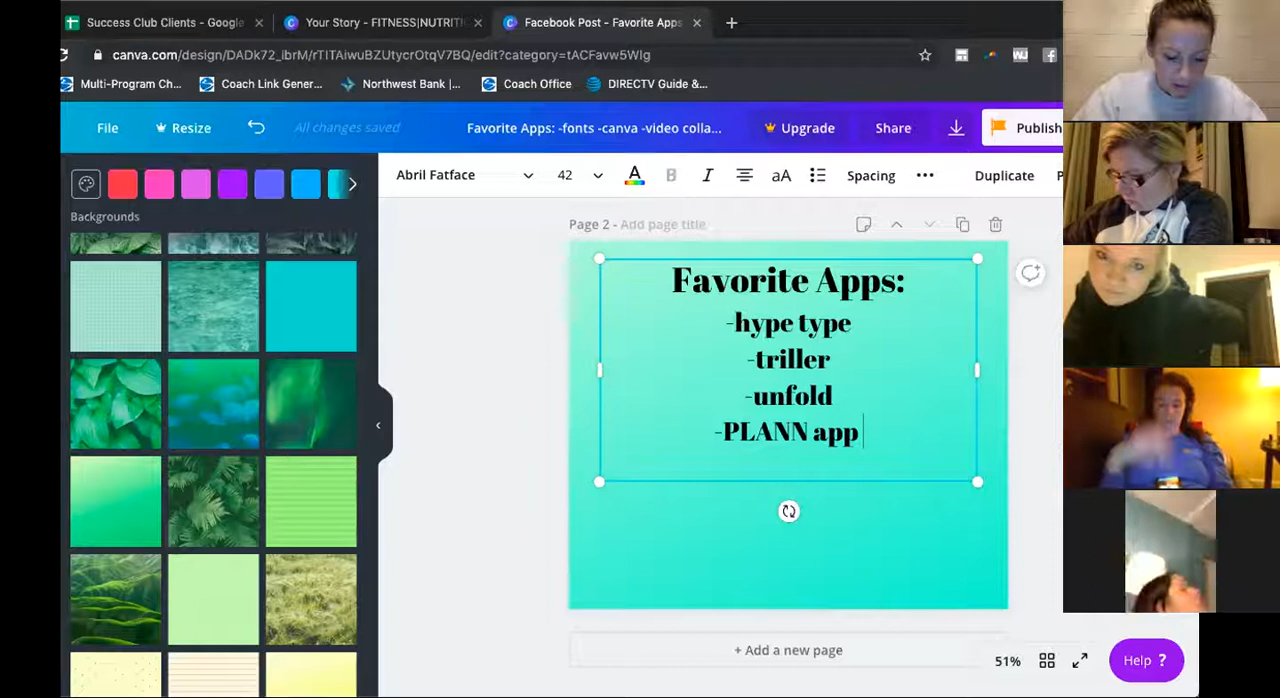 Success Club Clients - Google
Your Story - FITNESS|NUTRITI
Facebook Post - Favorite Apps
canva.com/design/DADk72_ibrM/rTITAiwuBZUtycrOtqV7BQ/edit?category=tACFavw5WIg
Multi-Program Ch...
Coach Link Gener...
Northwest Bank |...
Coach Office
DIRECTV Guide &...
File
Resize
All changes saved
Favorite Apps: -fonts -canva -video colla...
Upgrade
Share
Publish
Abril Fatface
42
A
B
I
aA
Spacing
Duplicate
P
Backgrounds
Page 2 - Add page title
Favorite Apps:
-hype type
-triller
-unfold
-PLANN app
+ Add a new page
51%
Help ?